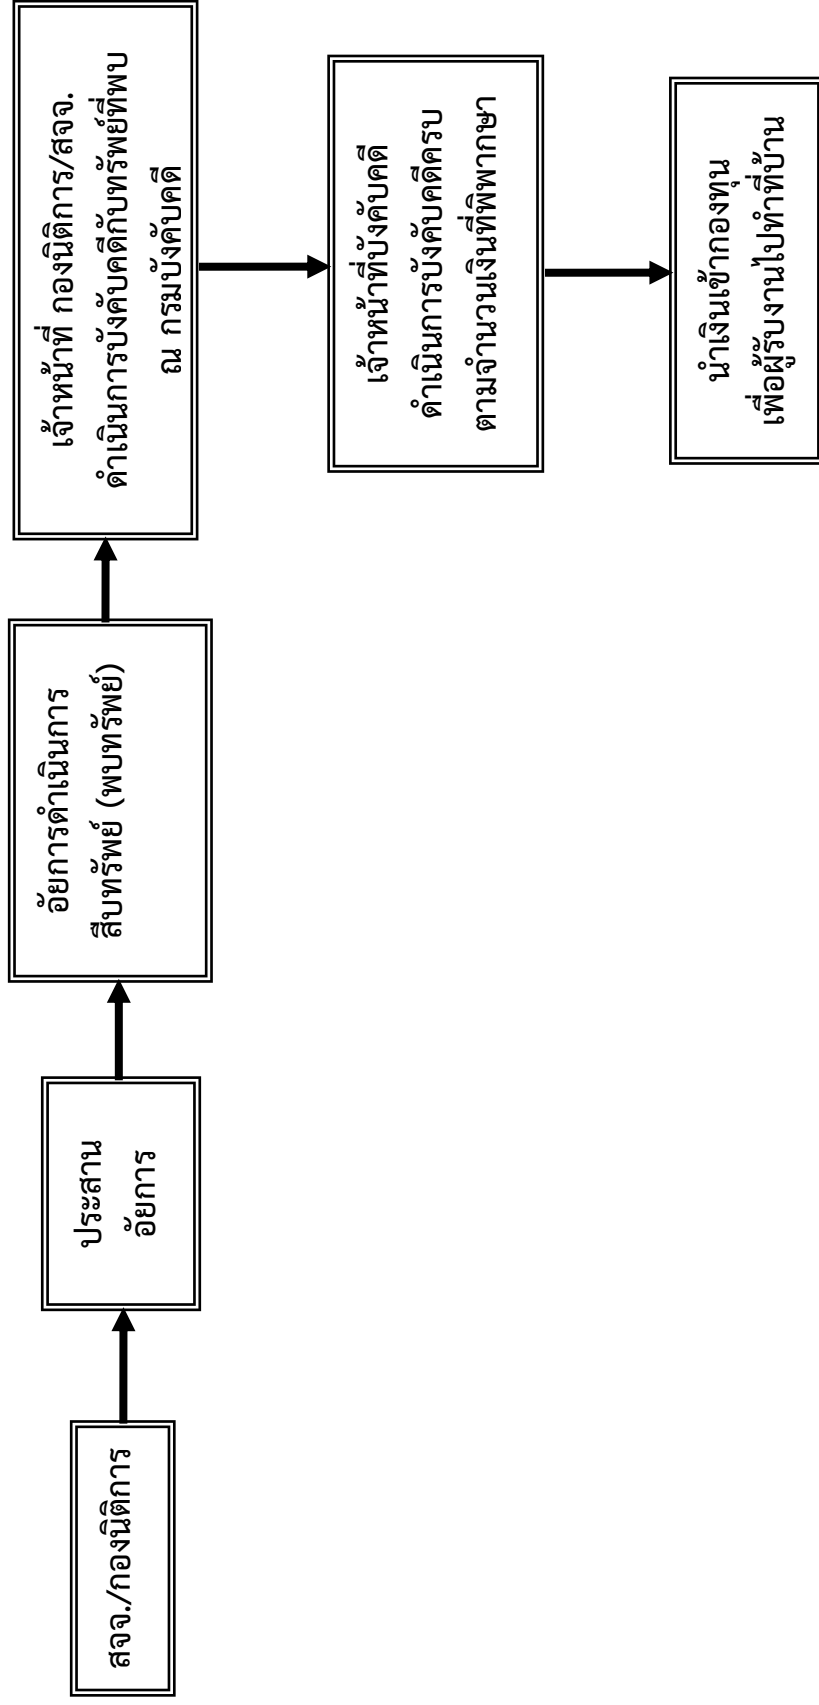 สจจ./กองนิติการ
ประสาน
อัยการ
อัยการดำเนินการ
สืบทรัพย์ (พบทรัพย์)
เจ้าหน้าที่ กองนิติการ/สจจ.
ดำเนินการบังคับคดีกับทรัพย์ที่พบ
ณ กรมบังคับคดี
เจ้าหน้าที่บังคับคดี
ดำเนินการบังคับคดีครบ
ตามจำนวนเงินที่พิพากษา
นำเงินเข้ากองทุน
เพื่อผู้รับงานไปทำที่บ้าน